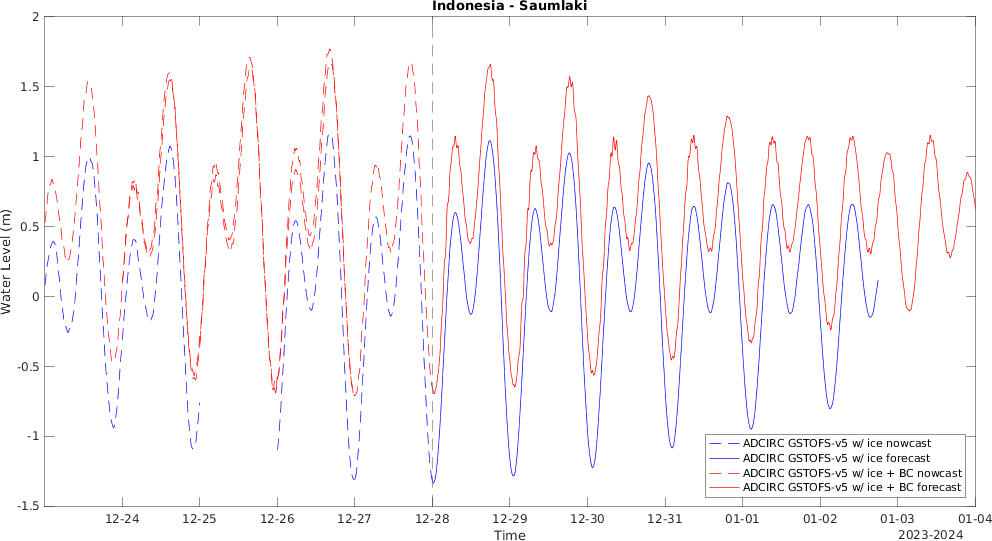 Indonesia - Saumlaki
2
1.5
1
0.5
0
-0.5
-1
-1.5
Water Level (m)
12-24 12-25 12-26 12-27 12-28 12-29 12-30 12-31 01-01 01-02 01-03 01-04
Time
2023-2024
ADCIRC GSTOFS-v5 w/ ice nowcast
ADCIRC GSTOFS-v5 w/ ice forecast
ADCIRC GSTOFS-v5 w/ ice + BC nowcast
ADCIRC GSTOFS-v5 w/ ice + BC forecast